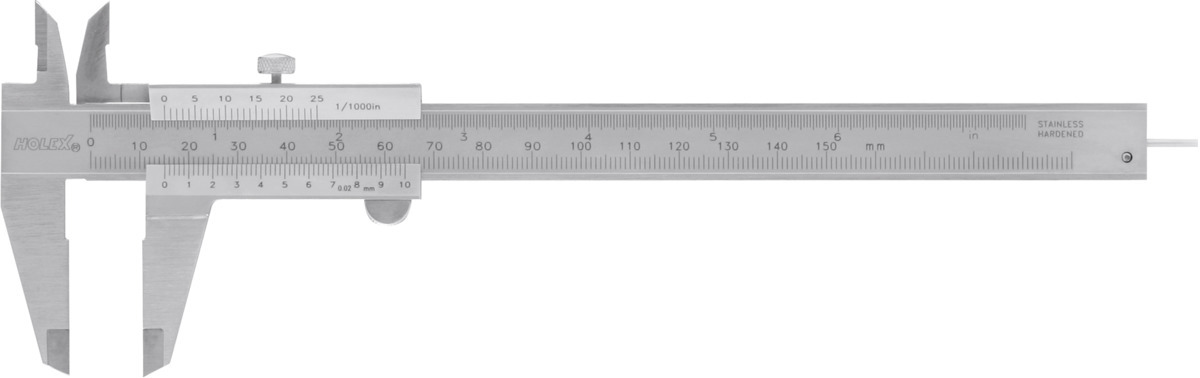 0 5 10 15 20 25 1/1000in
HOLEX®
0 1 2 3 4 5 6 in
STAINLESS
HARDENED
10 20 30 40 50 60 70 80 90 100 110 120 130 140 150 mm
0 1 2 3 4 5 6 7 0.02 8 mm 9 10